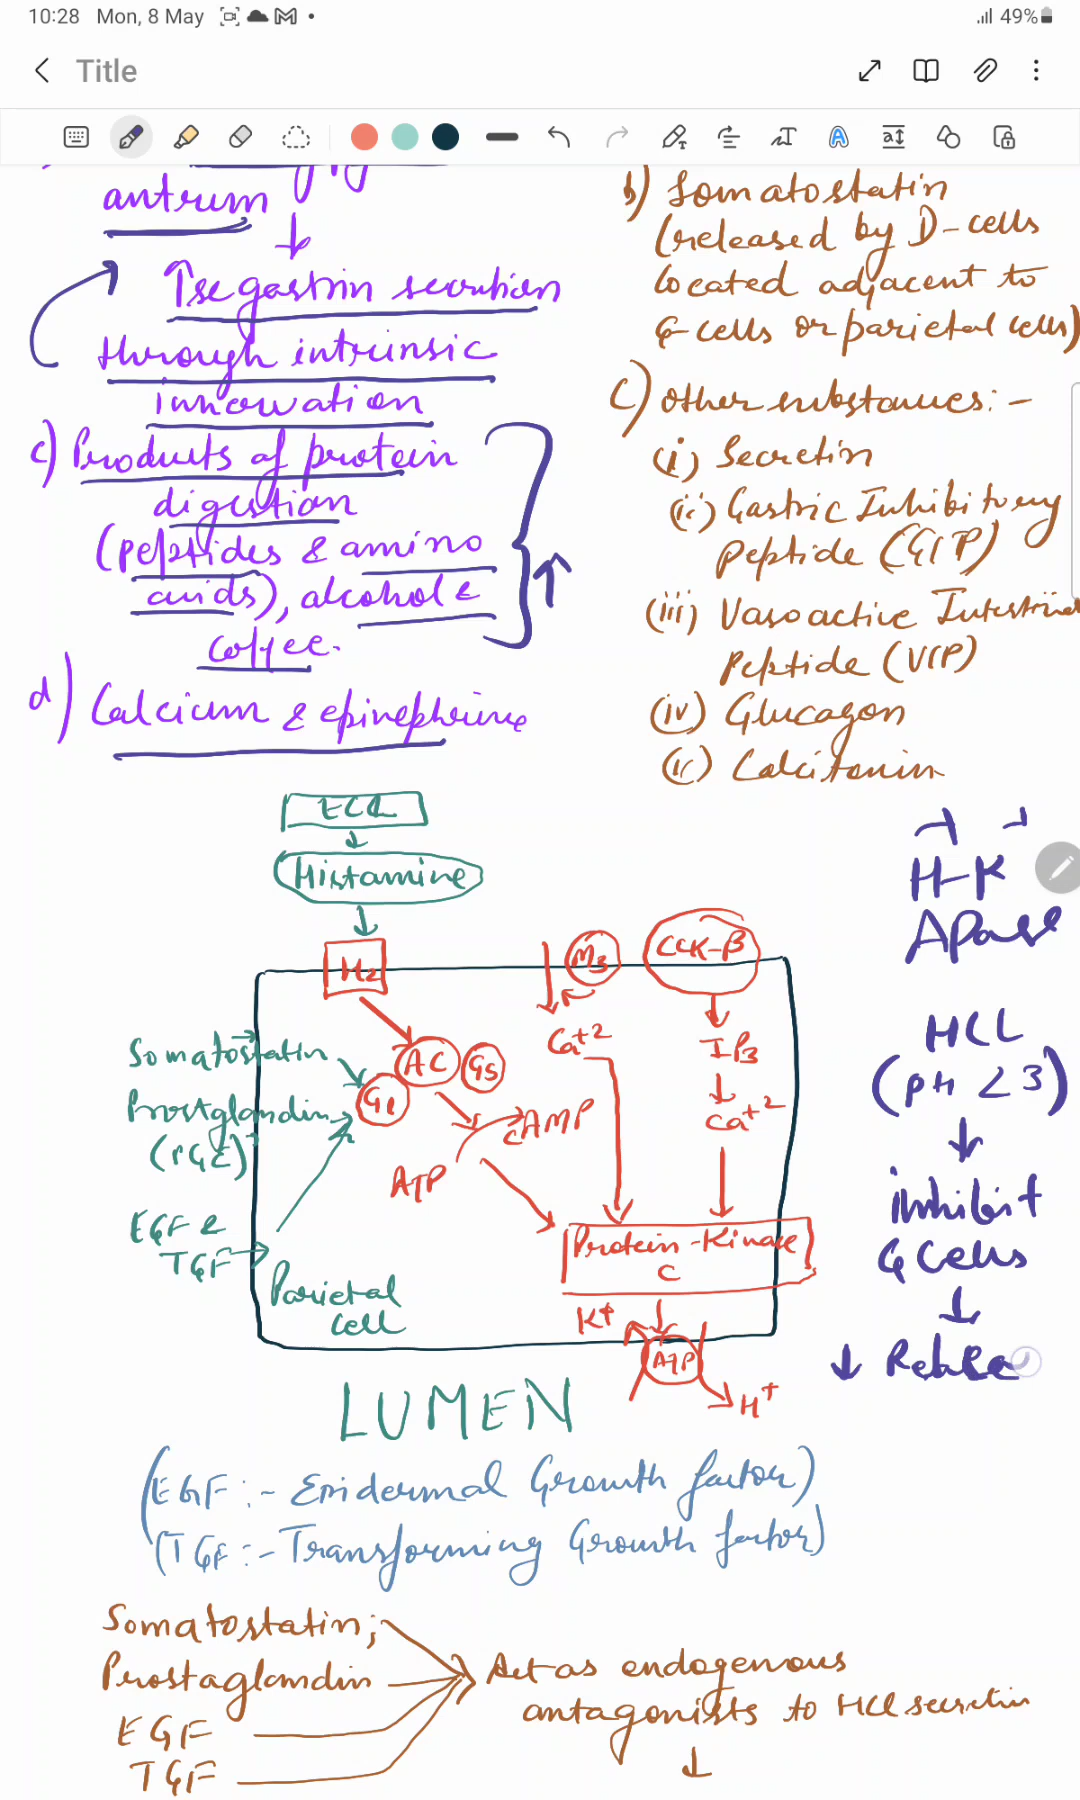 10:28 Mon, 8 May
49%
Title
antrum
↓
↑se gastrin secretion
through intrinsic
innervation
c) Products of protein
digestion
(peptides & amino
acids), alcohol &
coffee.
↑
d) Calcium & epinephrine
b) Somatostatin
(released by D-cells
located adjacent to
G cells or parietal cells)
c) Other substances:-
(i) Secretin
(ii) Gastric Inhibitory
Peptide (GIP)
(iii) Vasoactive Intestinal
Peptide (VIP)
(iv) Glucagon
(v) Calcitonin
ECL
↓
Histamine
↓
H₂
M₃
CCK-β
Somatostatin
AC
Gs
Ca+2
IP₃
Prostglandin
(PGE)
Gi
cAMP
Ca+2
ATP
EGF &
TGF
Protein-Kinase
C
Parietal
cell
K+
ATP
H+
LUMEN
H-K
APase
HCL
(pH <3)
↓
inhibit
G Cells
↓
↓ Release
(EGF:- Epidermal Growth factor)
(TGF:- Transforming Growth factor)
Somatostatin,
Prostaglandin
EGF
TGF
Act as endogenous
antagonists to HCl secretin
↓